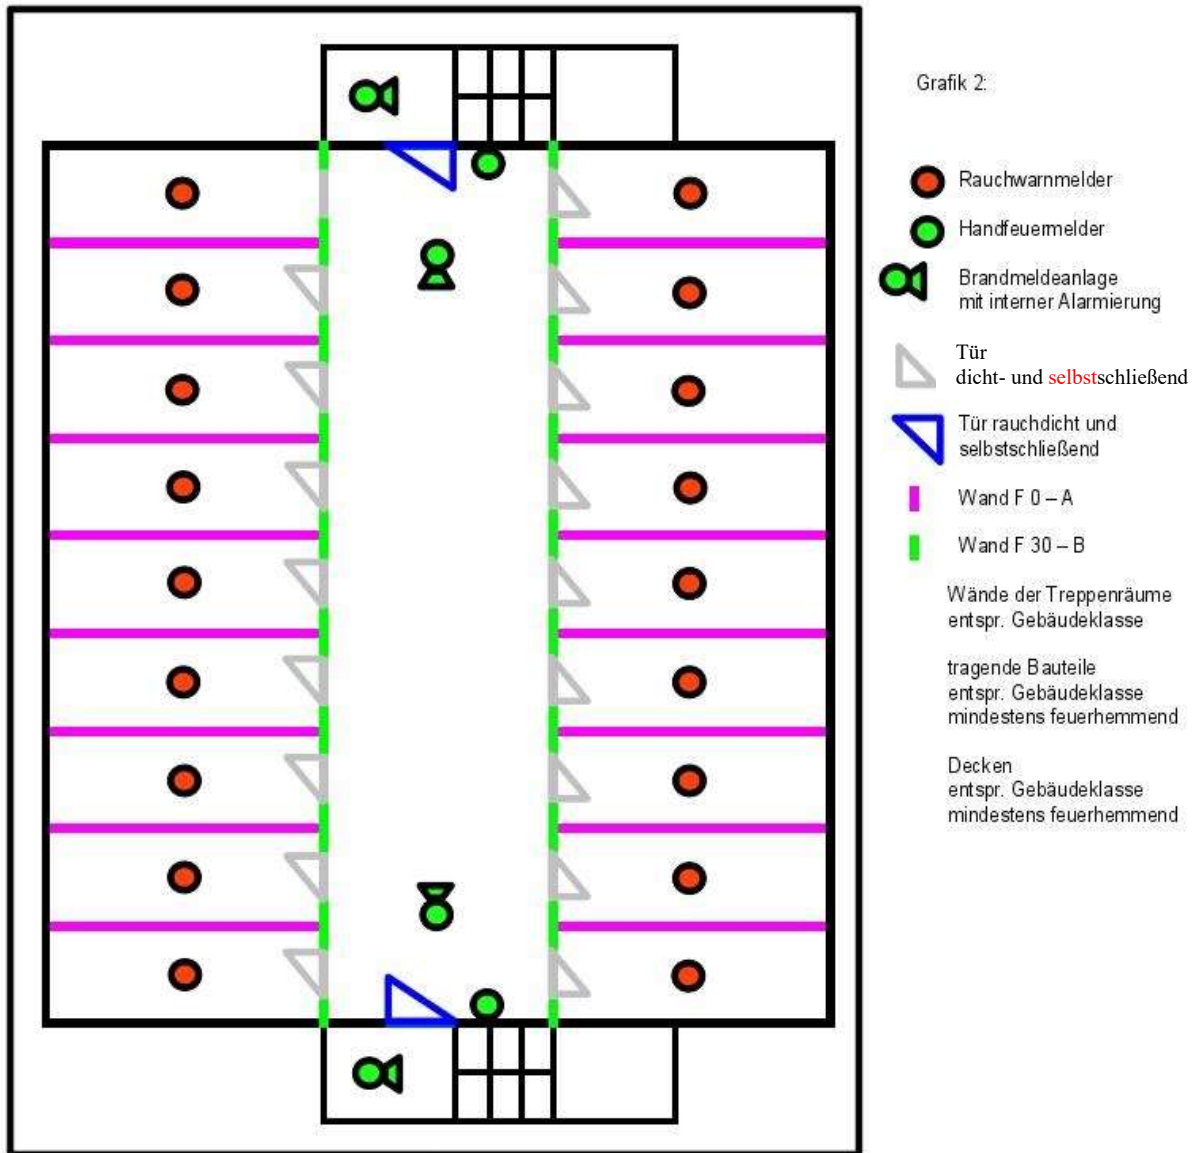 Grafik 2:
Rauchwarnmelder
Handfeuermelder
Brandmeldeanlage
mit interner Alarmierung
Tür
dicht- und selbstschließend
Tür rauchdicht und
selbstschließend
Wand F 0 – A
Wand F 30 – B
Wände der Treppenräume
entspr. Gebäudeklasse
tragende Bauteile
entspr. Gebäudeklasse
mindestens feuerhemmend
Decken
entspr. Gebäudeklasse
mindestens feuerhemmend